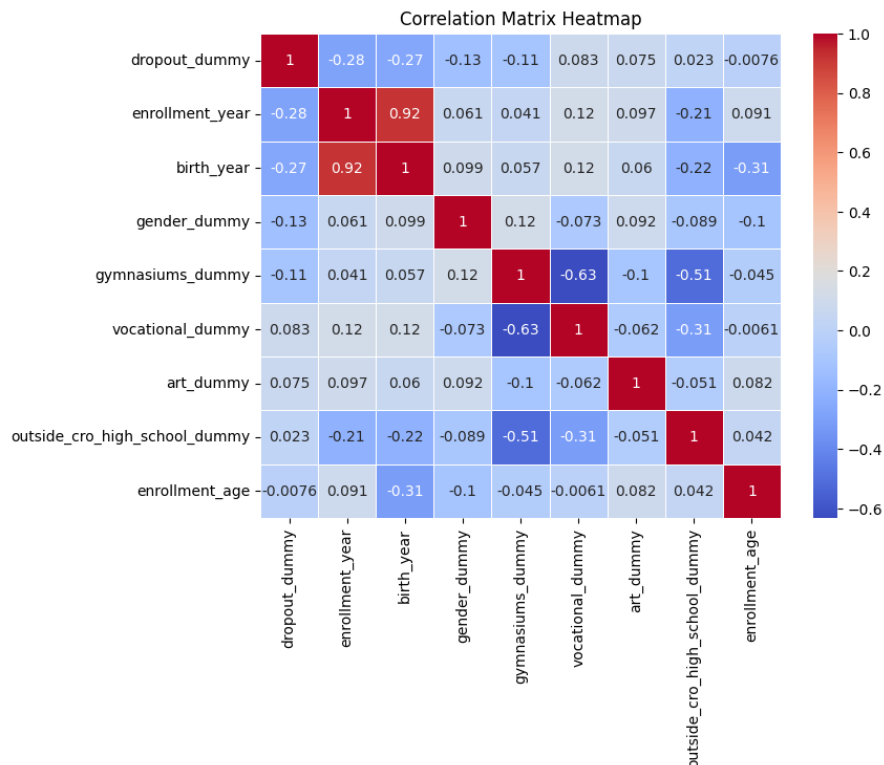 Correlation Matrix Heatmap
dropout_dummy 1 -0.28 -0.27 -0.13 -0.11 0.083 0.075 0.023 -0.0076
enrollment_year -0.28 1 0.92 0.061 0.041 0.12 0.097 -0.21 0.091
birth_year -0.27 0.92 1 0.099 0.057 0.12 0.06 -0.22 -0.31
gender_dummy -0.13 0.061 0.099 1 0.12 -0.073 0.092 -0.089 -0.1
gymnasiums_dummy -0.11 0.041 0.057 0.12 1 -0.63 -0.1 -0.51 -0.045
vocational_dummy 0.083 0.12 0.12 -0.073 -0.63 1 -0.062 -0.31 -0.0061
art_dummy 0.075 0.097 0.06 0.092 -0.1 -0.062 1 -0.051 0.082
outside_cro_high_school_dummy 0.023 -0.21 -0.22 -0.089 -0.51 -0.31 -0.051 1 0.042
enrollment_age -0.0076 0.091 -0.31 -0.1 -0.045 -0.0061 0.082 0.042 1
dropout_dummy
enrollment_year
birth_year
gender_dummy
gymnasiums_dummy
vocational_dummy
art_dummy
outside_cro_high_school_dummy
enrollment_age
1.0
0.8
0.6
0.4
0.2
0.0
−0.2
−0.4
−0.6